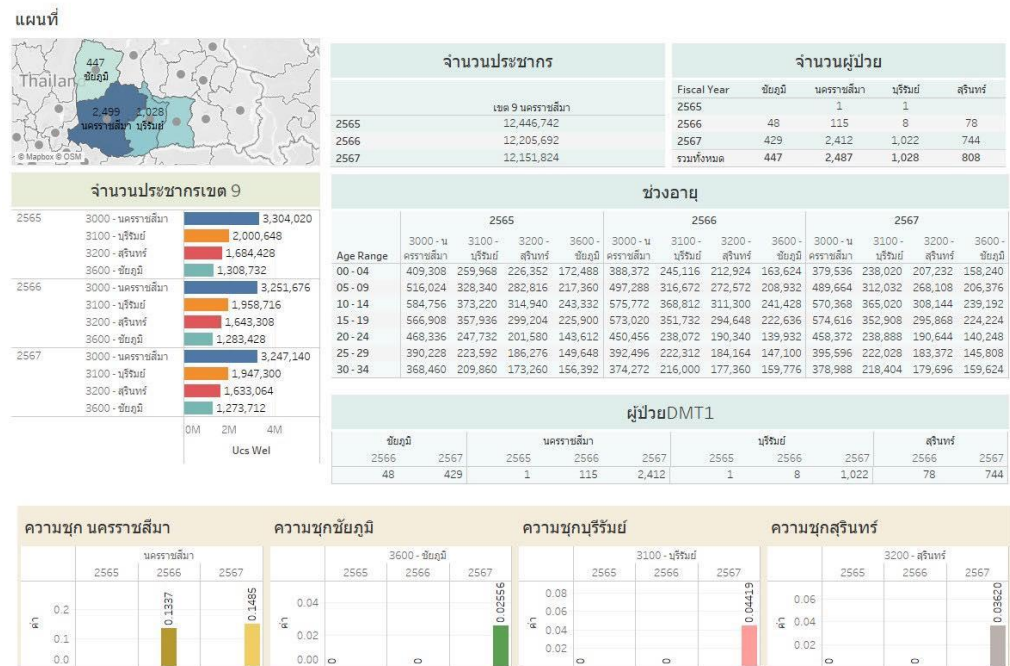 แผนที่
447
ชัยภูมิ
2,499 1,028
นครราชสีมา บุรีรัมย์
© Mapbox © OSM
จำนวนประชากร
เขต 9 นครราชสีมา
2565 12,446,742
2566 12,205,692
2567 12,151,824
จำนวนผู้ป่วย
Fiscal Year ชัยภูมิ นครราชสีมา บุรีรัมย์ สุรินทร์
2565 1 1
2566 48 115 8 78
2567 429 2,412 1,022 744
รวมทั้งหมด 447 2,487 1,028 808
จำนวนประชากรเขต 9
2565 3000 - นครราชสีมา 3,304,020
3100 - บุรีรัมย์ 2,000,648
3200 - สุรินทร์ 1,684,428
3600 - ชัยภูมิ 1,308,732
2566 3000 - นครราชสีมา 3,251,676
3100 - บุรีรัมย์ 1,958,716
3200 - สุรินทร์ 1,643,308
3600 - ชัยภูมิ 1,283,428
2567 3000 - นครราชสีมา 3,247,140
3100 - บุรีรัมย์ 1,947,300
3200 - สุรินทร์ 1,633,064
3600 - ชัยภูมิ 1,273,712
0M 2M 4M
Ucs Wel
ช่วงอายุ
2565 2566 2567
3000 - น 3100 - 3200 - 3600 - 3000 - น 3100 - 3200 - 3600 - 3000 - น 3100 - 3200 - 3600 -
Age Range ครราชสีมา บุรีรัมย์ สุรินทร์ ชัยภูมิ ครราชสีมา บุรีรัมย์ สุรินทร์ ชัยภูมิ ครราชสีมา บุรีรัมย์ สุรินทร์ ชัยภูมิ
00 - 04 409,308 259,968 226,352 172,488 388,372 245,116 212,924 163,624 379,536 238,020 207,232 158,240
05 - 09 516,024 328,340 282,816 217,360 497,288 316,672 272,572 208,932 489,664 312,032 268,108 206,376
10 - 14 584,756 373,220 314,940 243,332 575,772 368,812 311,300 241,428 570,368 365,020 308,144 239,192
15 - 19 566,908 357,936 299,204 225,900 573,020 351,732 294,648 222,636 574,616 352,908 295,868 224,224
20 - 24 468,336 247,732 201,580 143,612 450,456 238,072 190,340 139,932 458,372 238,888 190,644 140,248
25 - 29 390,228 223,592 186,276 149,648 392,496 222,312 184,164 147,100 395,596 222,028 183,372 145,808
30 - 34 368,460 209,860 173,260 156,392 374,272 216,000 177,360 159,776 378,988 218,404 179,696 159,624
ผู้ป่วยDMT1
ชัยภูมิ นครราชสีมา บุรีรัมย์ สุรินทร์
2566 2567 2565 2566 2567 2565 2566 2567 2566 2567
48 429 1 115 2,412 1 8 1,022 78 744
ความชุก นครราชสีมา
นครราชสีมา
2565 2566 2567
ค่า
0.2
0.1
0.0
0.1337
0.1485
ความชุกชัยภูมิ
3600 - ชัยภูมิ
2565 2566 2567
ค่า
0.04
0.02
0.00
0 0 0.02556
ความชุกบุรีรัมย์
3100 - บุรีรัมย์
2565 2566 2567
ค่า
0.08
0.06
0.04
0.02
0 0 0.04419
ความชุกสุรินทร์
3200 - สุรินทร์
2565 2566 2567
ค่า
0.06
0.04
0.02
0 0 0.03620